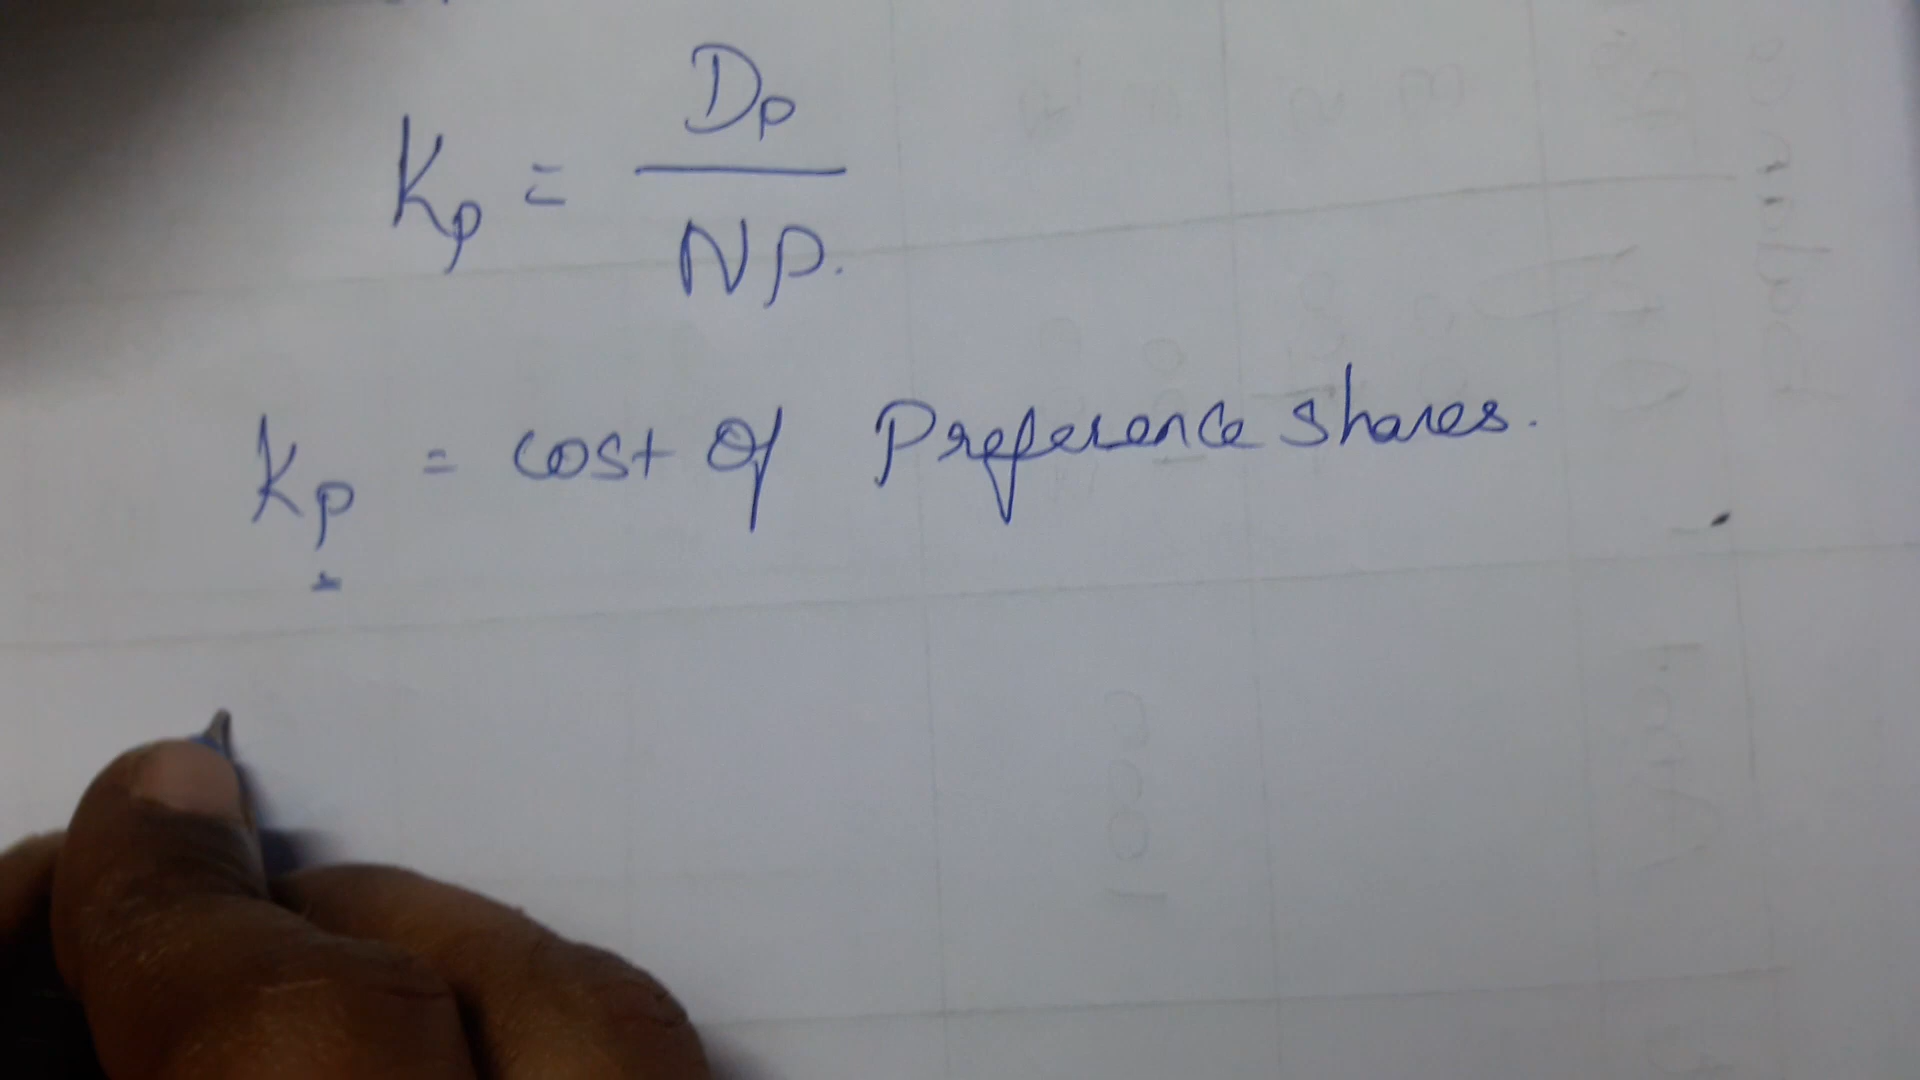 Kp = Dp / NP.
Kp = cost of Preference shares.